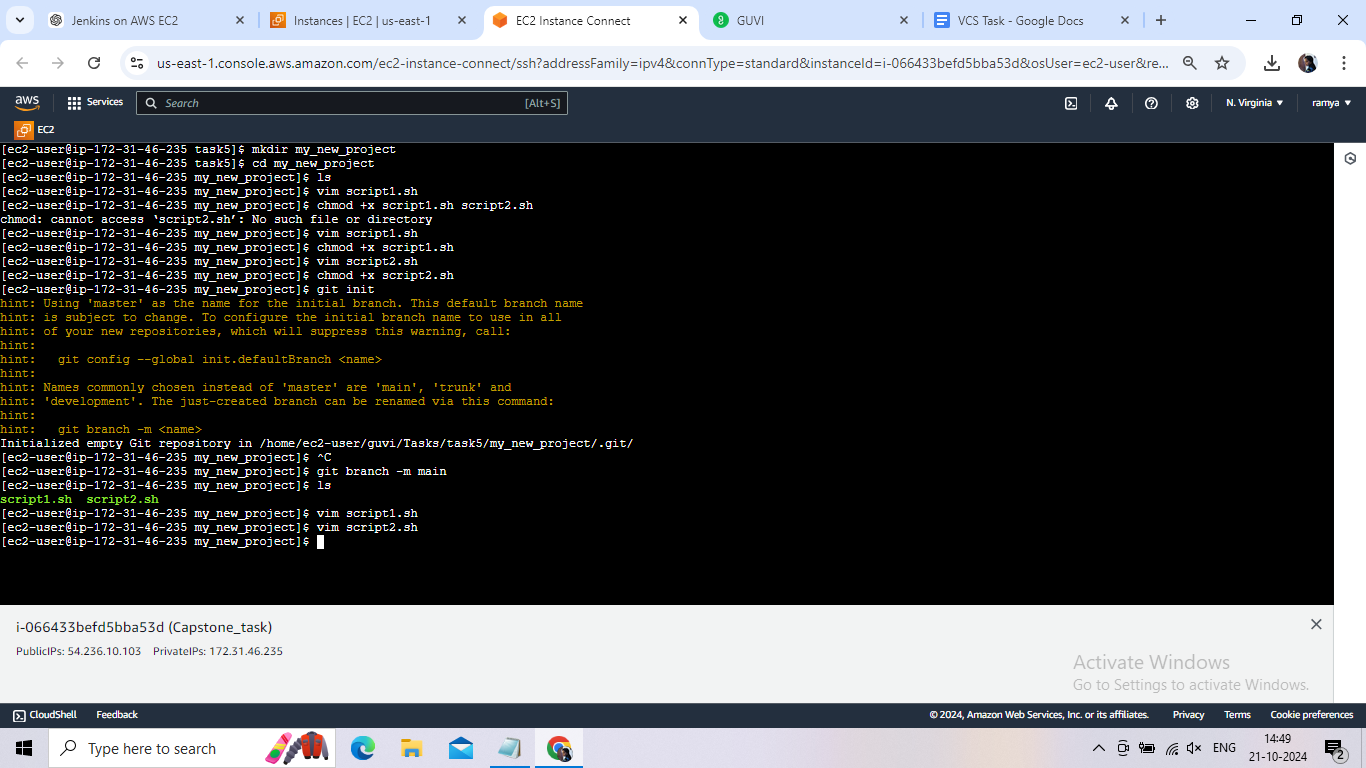 Jenkins on AWS EC2
Instances | EC2 | us-east-1
EC2 Instance Connect
GUVI
VCS Task - Google Docs
us-east-1.console.aws.amazon.com/ec2-instance-connect/ssh?addressFamily=ipv4&connType=standard&instanceId=i-066433befd5bba53d&osUser=ec2-user&re...
aws
Services
Search
[Alt+S]
N. Virginia
ramya
EC2
[ec2-user@ip-172-31-46-235 task5]$ mkdir my_new_project
[ec2-user@ip-172-31-46-235 task5]$ cd my_new_project
[ec2-user@ip-172-31-46-235 my_new_project]$ ls
[ec2-user@ip-172-31-46-235 my_new_project]$ vim script1.sh
[ec2-user@ip-172-31-46-235 my_new_project]$ chmod +x script1.sh script2.sh
chmod: cannot access ‘script2.sh’: No such file or directory
[ec2-user@ip-172-31-46-235 my_new_project]$ vim script1.sh
[ec2-user@ip-172-31-46-235 my_new_project]$ chmod +x script1.sh
[ec2-user@ip-172-31-46-235 my_new_project]$ vim script2.sh
[ec2-user@ip-172-31-46-235 my_new_project]$ chmod +x script2.sh
[ec2-user@ip-172-31-46-235 my_new_project]$ git init
hint: Using 'master' as the name for the initial branch. This default branch name
hint: is subject to change. To configure the initial branch name to use in all
hint: of your new repositories, which will suppress this warning, call:
hint:
hint:   git config --global init.defaultBranch <name>
hint:
hint: Names commonly chosen instead of 'master' are 'main', 'trunk' and
hint: 'development'. The just-created branch can be renamed via this command:
hint:
hint:   git branch -m <name>
Initialized empty Git repository in /home/ec2-user/guvi/Tasks/task5/my_new_project/.git/
[ec2-user@ip-172-31-46-235 my_new_project]$ ^C
[ec2-user@ip-172-31-46-235 my_new_project]$ git branch -m main
[ec2-user@ip-172-31-46-235 my_new_project]$ ls
script1.sh  script2.sh
[ec2-user@ip-172-31-46-235 my_new_project]$ vim script1.sh
[ec2-user@ip-172-31-46-235 my_new_project]$ vim script2.sh
[ec2-user@ip-172-31-46-235 my_new_project]$
i-066433befd5bba53d (Capstone_task)
PublicIPs: 54.236.10.103    PrivateIPs: 172.31.46.235
Activate Windows
Go to Settings to activate Windows.
CloudShell
Feedback
© 2024, Amazon Web Services, Inc. or its affiliates.
Privacy
Terms
Cookie preferences
Type here to search
ENG
14:49
21-10-2024
2